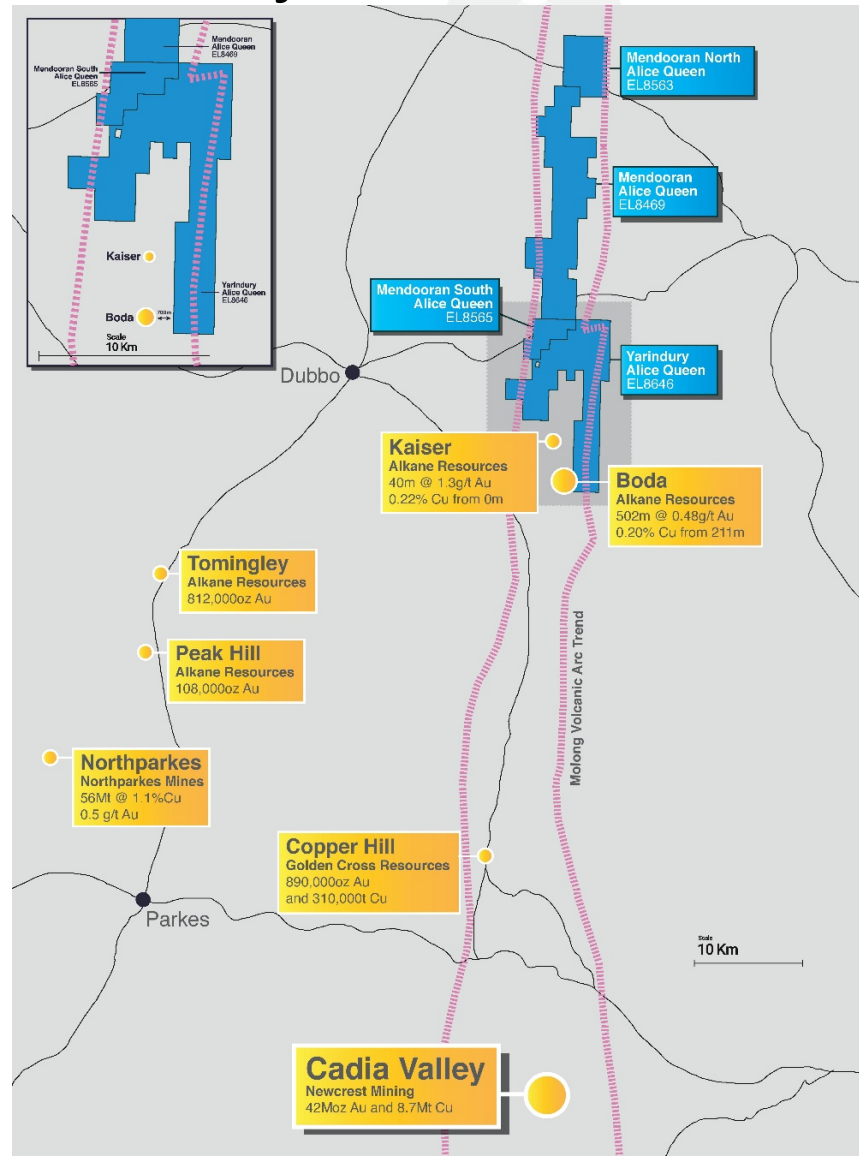 Mendooran
Alice Queen
EL8469
Mendooran South
Alice Queen
EL8565
Kaiser
Boda
700m
Yarindury
Alice Queen
EL8646
Scale
10 Km
Mendooran North
Alice Queen
EL8563
Mendooran
Alice Queen
EL8469
Mendooran South
Alice Queen
EL8565
Yarindury
Alice Queen
EL8646
Dubbo
Kaiser
Alkane Resources
40m @ 1.3g/t Au
0.22% Cu from 0m
Boda
Alkane Resources
502m @ 0.48g/t Au
0.20% Cu from 211m
Tomingley
Alkane Resources
812,000oz Au
Peak Hill
Alkane Resources
108,000oz Au
Molong Volcanic Arc Trend
Northparkes
Northparkes Mines
56Mt @ 1.1%Cu
0.5 g/t Au
Copper Hill
Golden Cross Resources
890,000oz Au
and 310,000t Cu
Parkes
Scale
10 Km
Cadia Valley
Newcrest Mining
42Moz Au and 8.7Mt Cu